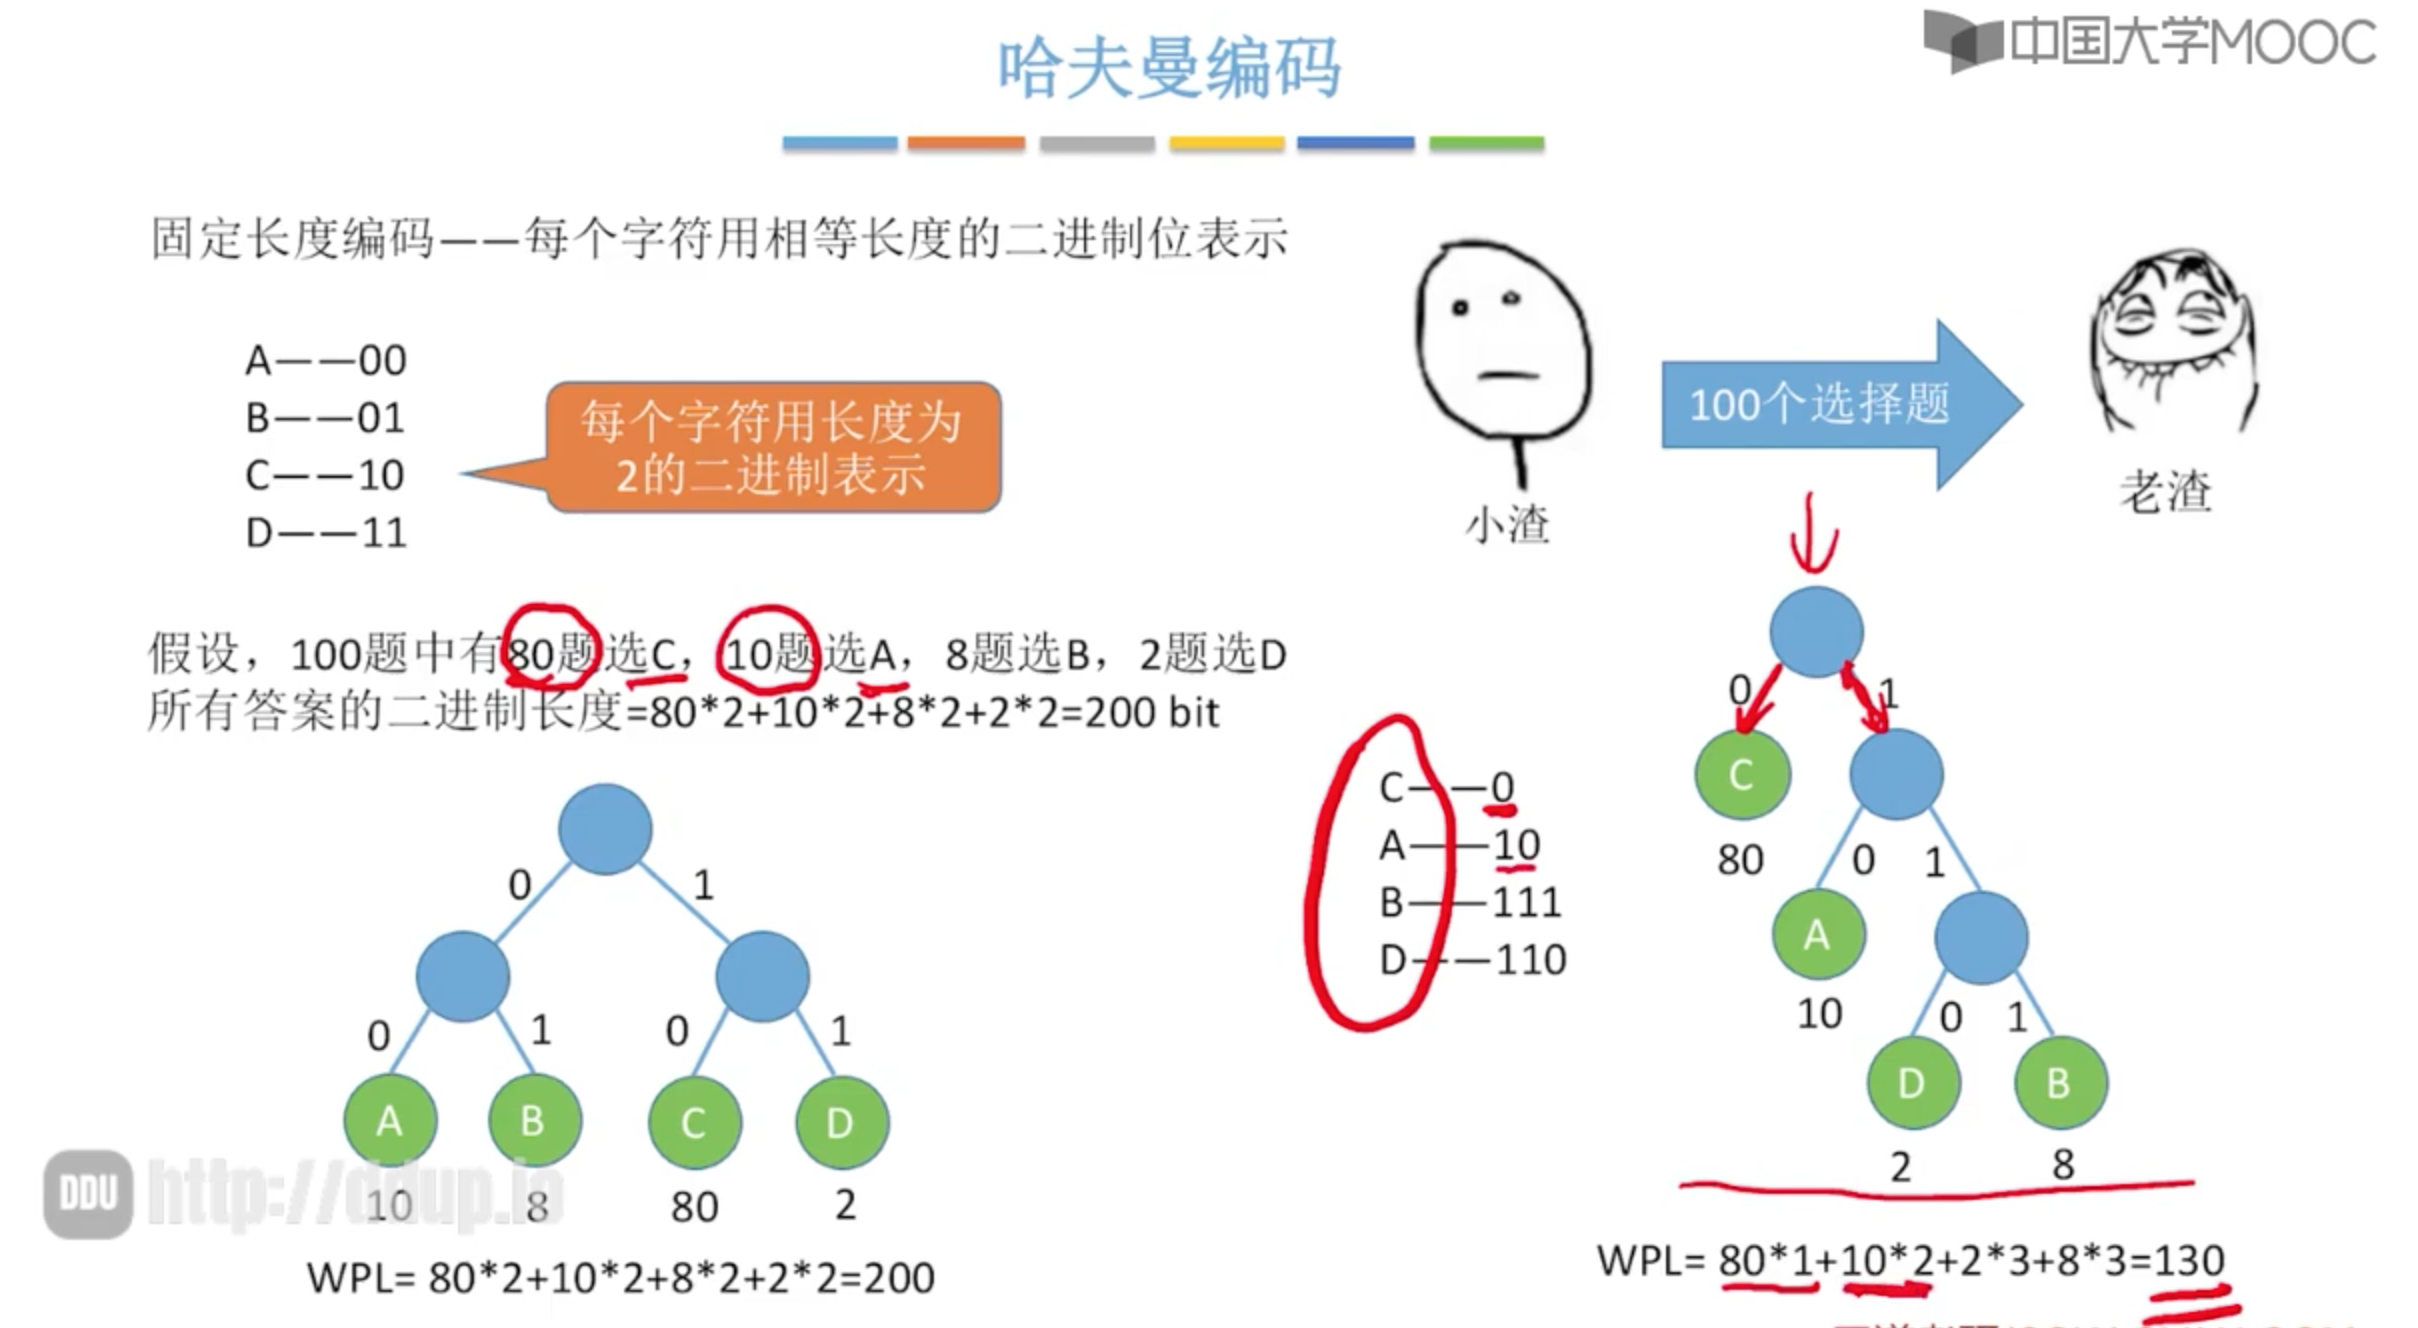 中国大学MOOC
哈夫曼编码
固定长度编码——每个字符用相等长度的二进制位表示
A——00
B——01
C——10
D——11
每个字符用长度为
2的二进制表示
小渣
100个选择题
老渣
假设，100题中有80题选C，10题选A，8题选B，2题选D
所有答案的二进制长度=80*2+10*2+8*2+2*2=200 bit
0 1
0 1 0 1
A B C D
10 8 80 2
WPL= 80*2+10*2+8*2+2*2=200
C——0
A——10
B——111
D——110
0 1
C
80 0 1
A
10 0 1
D B
2 8
WPL= 80*1+10*2+2*3+8*3=130
DDU http://ddup.io